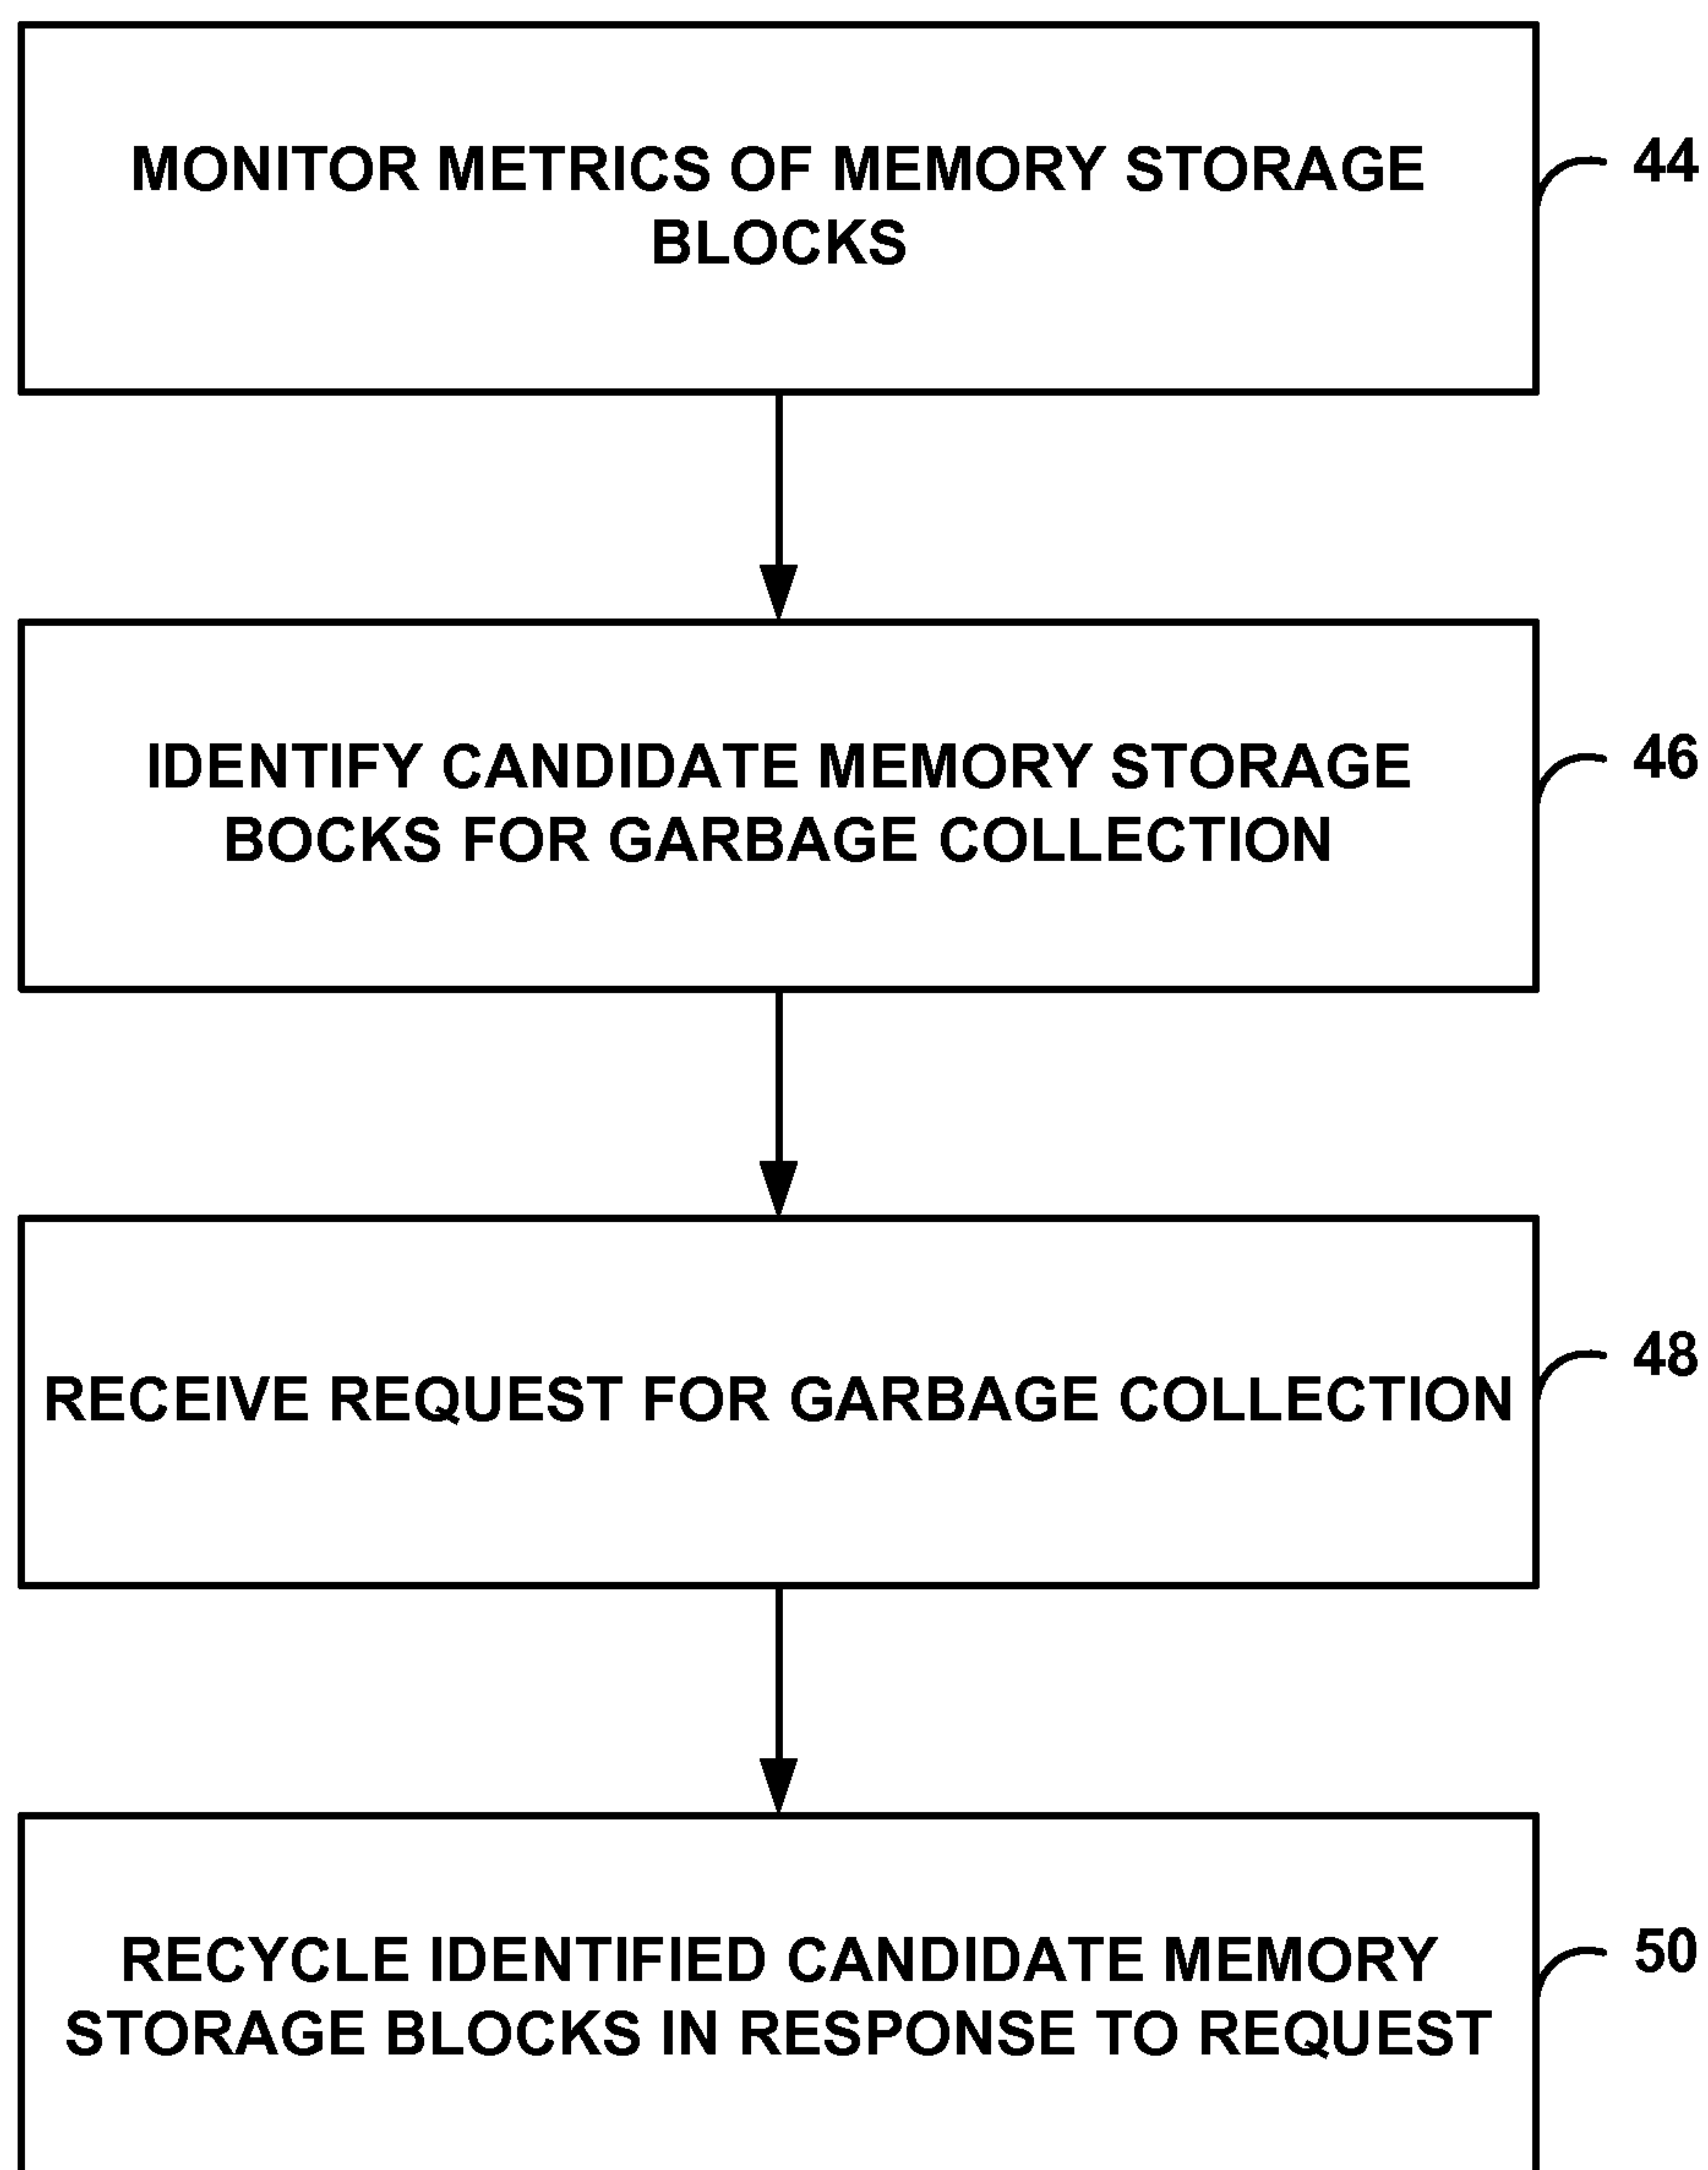 MONITOR METRICS OF MEMORY STORAGE
BLOCKS
44
IDENTIFY CANDIDATE MEMORY STORAGE
BOCKS FOR GARBAGE COLLECTION
46
RECEIVE REQUEST FOR GARBAGE COLLECTION
48
RECYCLE IDENTIFIED CANDIDATE MEMORY
STORAGE BLOCKS IN RESPONSE TO REQUEST
50